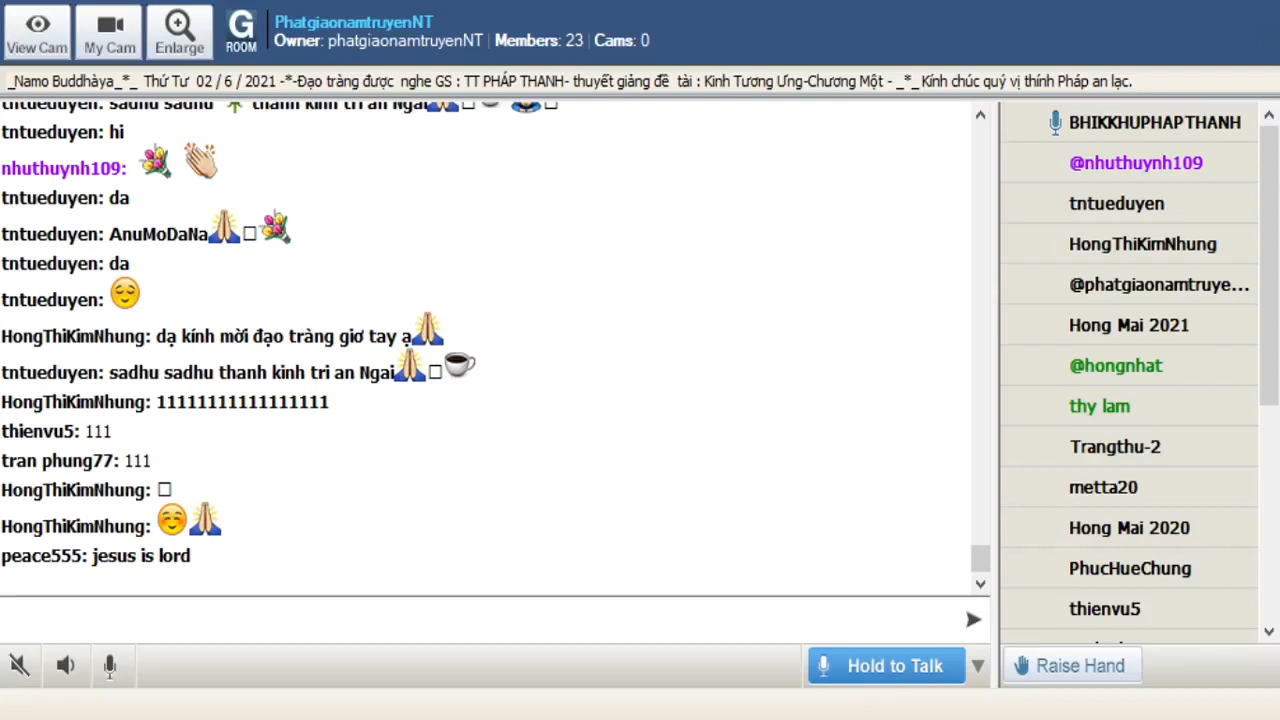 View Cam
My Cam
Enlarge
G
ROOM
PhatgiaonamtruyenNT
Owner: phatgiaonamtruyenNT | Members: 23 | Cams: 0
_Namo Buddhàya_*_ Thứ Tư 02 / 6 / 2021 -*-Đạo tràng được nghe GS : TT PHÁP THANH- thuyết giảng đề tài : Kinh Tương Ưng-Chương Một - _*_ Kính chúc quý vị thính Pháp an lạc.
tntueduyen: sadhu sadhu thanh kinh tri an Ngai
tntueduyen: hi
nhuthuynh109:
tntueduyen: da
tntueduyen: AnuMoDaNa
tntueduyen: da
tntueduyen:
HongThiKimNhung: dạ kính mời đạo tràng giơ tay ạ
tntueduyen: sadhu sadhu thanh kinh tri an Ngai
HongThiKimNhung: 11111111111111111
thienvu5: 111
tran phung77: 111
HongThiKimNhung:
HongThiKimNhung:
peace555: jesus is lord
Hold to Talk
BHIKKHUPHAPTHANH
@nhuthuynh109
tntueduyen
HongThiKimNhung
@phatgiaonamtruye...
Hong Mai 2021
@hongnhat
thy lam
Trangthu-2
metta20
Hong Mai 2020
PhucHueChung
thienvu5
Raise Hand